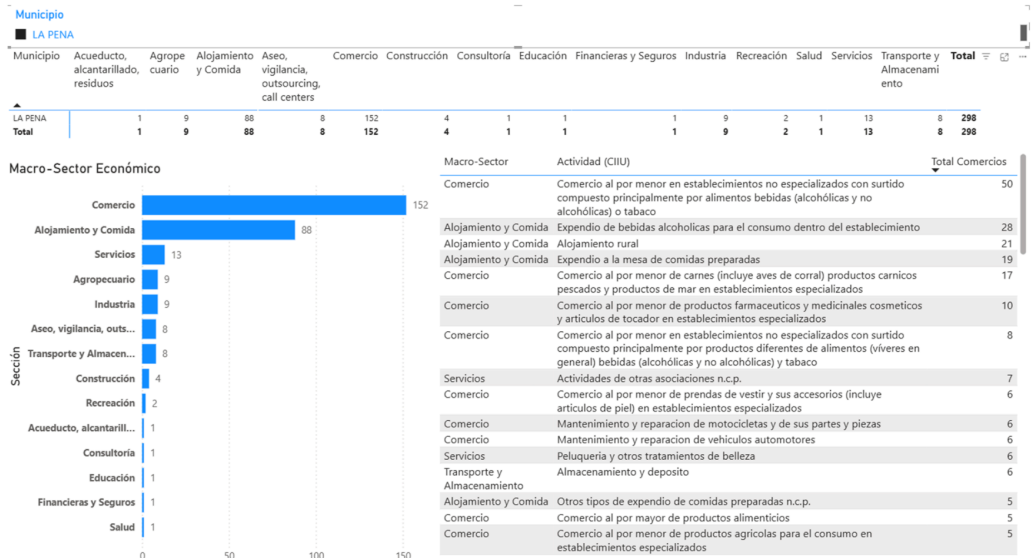 Municipio
LA PENA
Municipio Acueducto, alcantarillado, residuos Agrope cuario Alojamiento y Comida Aseo, vigilancia, outsourcing, call centers Comercio Construcción Consultoría Educación Financieras y Seguros Industria Recreación Salud Servicios Transporte y Almacenami ento Total
LA PENA 1 9 88 8 152 4 1 1 1 9 2 1 13 8 298
Total 1 9 88 8 152 4 1 1 1 9 2 1 13 8 298
Macro-Sector Económico
Sección
Comercio 152
Alojamiento y Comida 88
Servicios 13
Agropecuario 9
Industria 9
Aseo, vigilancia, outs... 8
Transporte y Almacen... 8
Construcción 4
Recreación 2
Acueducto, alcantarill... 1
Consultoría 1
Educación 1
Financieras y Seguros 1
Salud 1
0 50 100 150
Macro-Sector Actividad (CIIU) Total Comercios
Comercio Comercio al por menor en establecimientos no especializados con surtido 50
compuesto principalmente por alimentos bebidas (alcohólicas y no
alcohólicas) o tabaco
Alojamiento y Comida Expendio de bebidas alcoholicas para el consumo dentro del establecimiento 28
Alojamiento y Comida Alojamiento rural 21
Alojamiento y Comida Expendio a la mesa de comidas preparadas 19
Comercio Comercio al por menor de carnes (incluye aves de corral) productos carnicos 17
pescados y productos de mar en establecimientos especializados
Comercio Comercio al por menor de productos farmaceuticos y medicinales cosmeticos 10
y articulos de tocador en establecimientos especializados
Comercio Comercio al por menor en establecimientos no especializados con surtido 8
compuesto principalmente por productos diferentes de alimentos (víveres en
general) bebidas (alcohólicas y no alcohólicas) y tabaco
Servicios Actividades de otras asociaciones n.c.p. 7
Comercio Comercio al por menor de prendas de vestir y sus accesorios (incluye 6
articulos de piel) en establecimientos especializados
Comercio Mantenimiento y reparacion de motocicletas y de sus partes y piezas 6
Comercio Mantenimiento y reparacion de vehiculos automotores 6
Servicios Peluqueria y otros tratamientos de belleza 6
Transporte y Almacenamiento y deposito 6
Almacenamiento
Alojamiento y Comida Otros tipos de expendio de comidas preparadas n.c.p. 5
Comercio Comercio al por mayor de productos alimenticios 5
Comercio Comercio al por menor de productos agricolas para el consumo en 5
establecimientos especializados